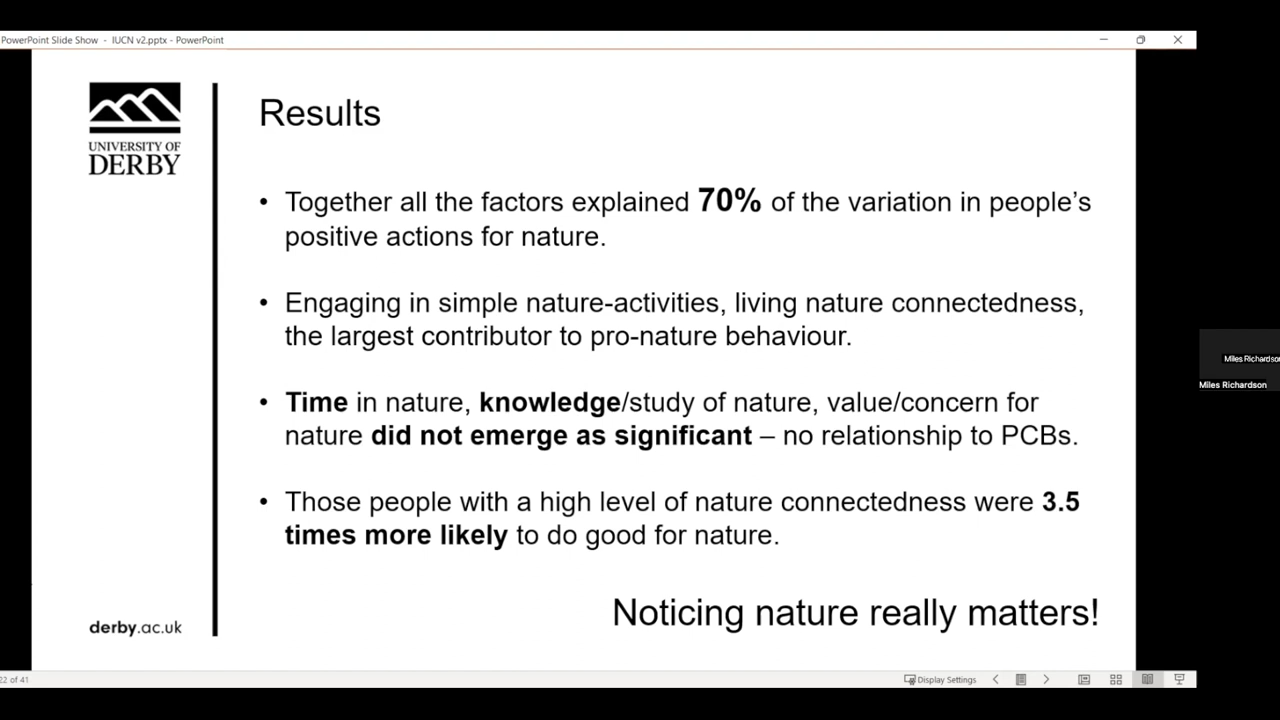 PowerPoint Slide Show - IUCN v2.pptx - PowerPoint
UNIVERSITY OF
DERBY
Results
• Together all the factors explained 70% of the variation in people’s
positive actions for nature.
• Engaging in simple nature-activities, living nature connectedness,
the largest contributor to pro-nature behaviour.
• Time in nature, knowledge/study of nature, value/concern for
nature did not emerge as significant – no relationship to PCBs.
• Those people with a high level of nature connectedness were 3.5
times more likely to do good for nature.
Noticing nature really matters!
derby.ac.uk
Miles Richardson
Miles Richardson
22 of 41
Display Settings